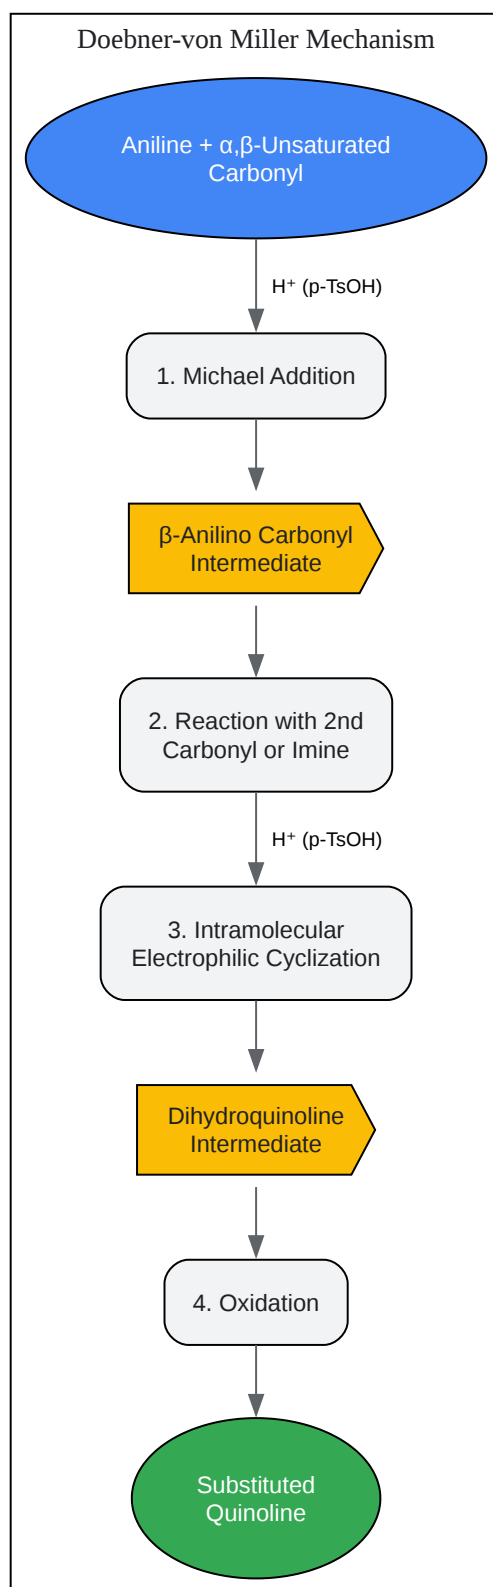 Doebner-von Miller Mechanism
Aniline + α,β-Unsaturated
Carbonyl
H⁺ (p-TsOH)
1. Michael Addition
β-Anilino Carbonyl
Intermediate
2. Reaction with 2nd
Carbonyl or Imine
H⁺ (p-TsOH)
3. Intramolecular
Electrophilic Cyclization
Dihydroquinoline
Intermediate
4. Oxidation
Substituted
Quinoline